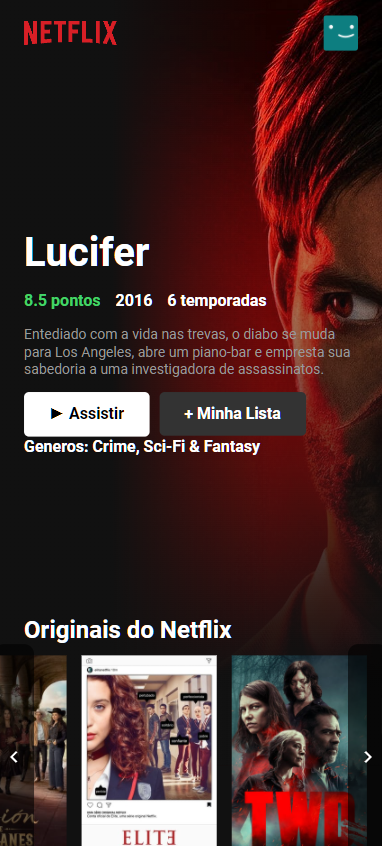 NETFLIX
Lucifer
8.5 pontos 2016 6 temporadas
Entediado com a vida nas trevas, o diabo se muda
para Los Angeles, abre um piano-bar e empresta sua
sabedoria a uma investigadora de assassinatos.
► Assistir + Minha Lista
Generos: Crime, Sci-Fi & Fantasy
Originais do Netflix
ELITE